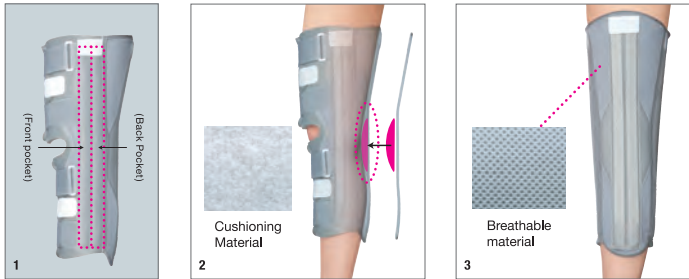 (Front pocket)
(Back Pocket)
1
Cushioning
Material
2
Breathable
material
3